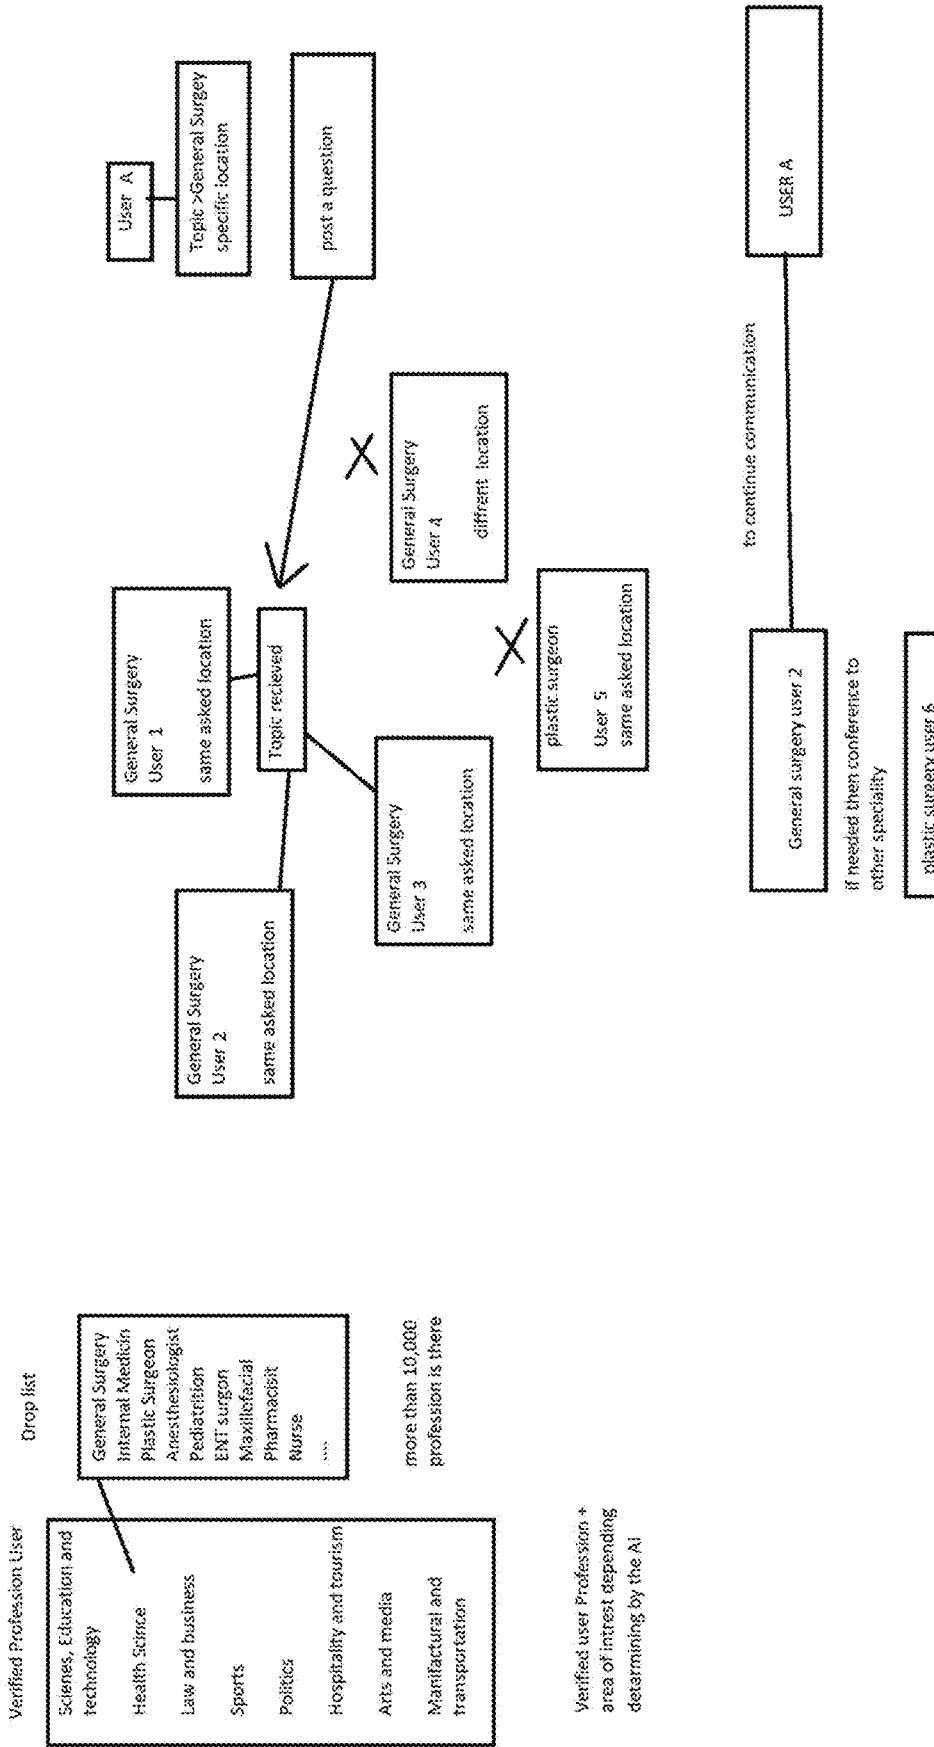 Verified Profession User
Scienes, Education and
technology
Health Scince
Law and business
Sports
Politics
Hospitality and tourism
Arts and media
Manifactural and
transportation
Verified user Profession +
area of intrest depending
detarmining by the AI
Drop list
General Surgery
Internal Medicin
Plastic Surgeon
Anesthesiologist
Pediatrition
ENT surgon
Maxillofacial
Pharmacisit
Nurse
....
more than 10,000
profession is there
General Surgery
User 2
same asked location
General Surgery
User 1
same asked location
Topic recieved
General Surgery
User 3
same asked location
plastic surgeon
User 5
same asked location
General Surgery
User 4
diffrent location
User A
Topic >General Surgey
specific location
post a question
General surgery user 2
to continue communication
USER A
if needed then conference to
other speciality
plastic suregery user 6